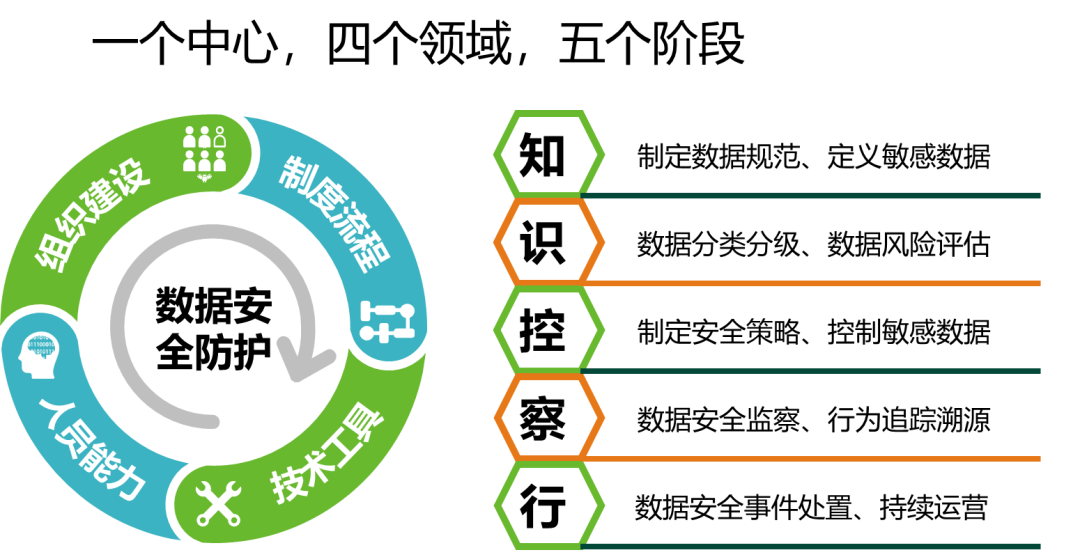 一个中心，四个领域，五个阶段
组织建设
制度流程
数据安
全防护
人员能力
技术工具
知
制定数据规范、定义敏感数据
识
数据分类分级、数据风险评估
控
制定安全策略、控制敏感数据
察
数据安全监察、行为追踪溯源
行
数据安全事件处置、持续运营